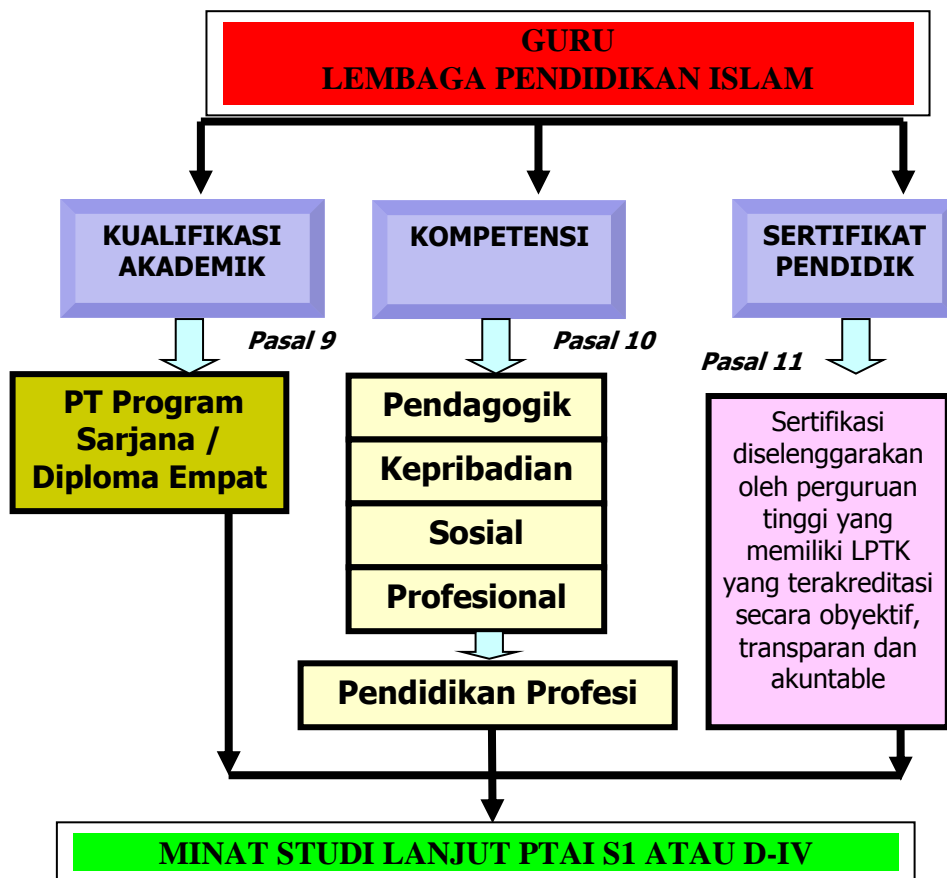 GURU
LEMBAGA PENDIDIKAN ISLAM
KUALIFIKASI
AKADEMIK
KOMPETENSI
SERTIFIKAT
PENDIDIK
Pasal 9
Pasal 10
Pasal 11
PT Program
Sarjana /
Diploma Empat
Pendagogik
Kepribadian
Sosial
Profesional
Pendidikan Profesi
Sertifikasi
diselenggarakan
oleh perguruan
tinggi yang
memiliki LPTK
yang terakreditasi
secara obyektif,
transparan dan
akuntable
MINAT STUDI LANJUT PTAI S1 ATAU D-IV